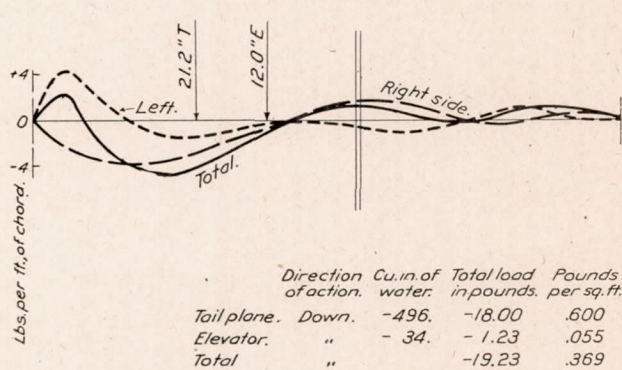 21.2"T
12.0"E
+4
Left.
Right side.
0
-4
Total.
Lbs. per ft., of chord.
Direction of action. Cu. in. of water. Total load in pounds. Pounds per sq. ft.
Tail plane. Down. -496. -18.00 .600
Elevator. " - 34. - 1.23 .055
Total " -19.23 .369